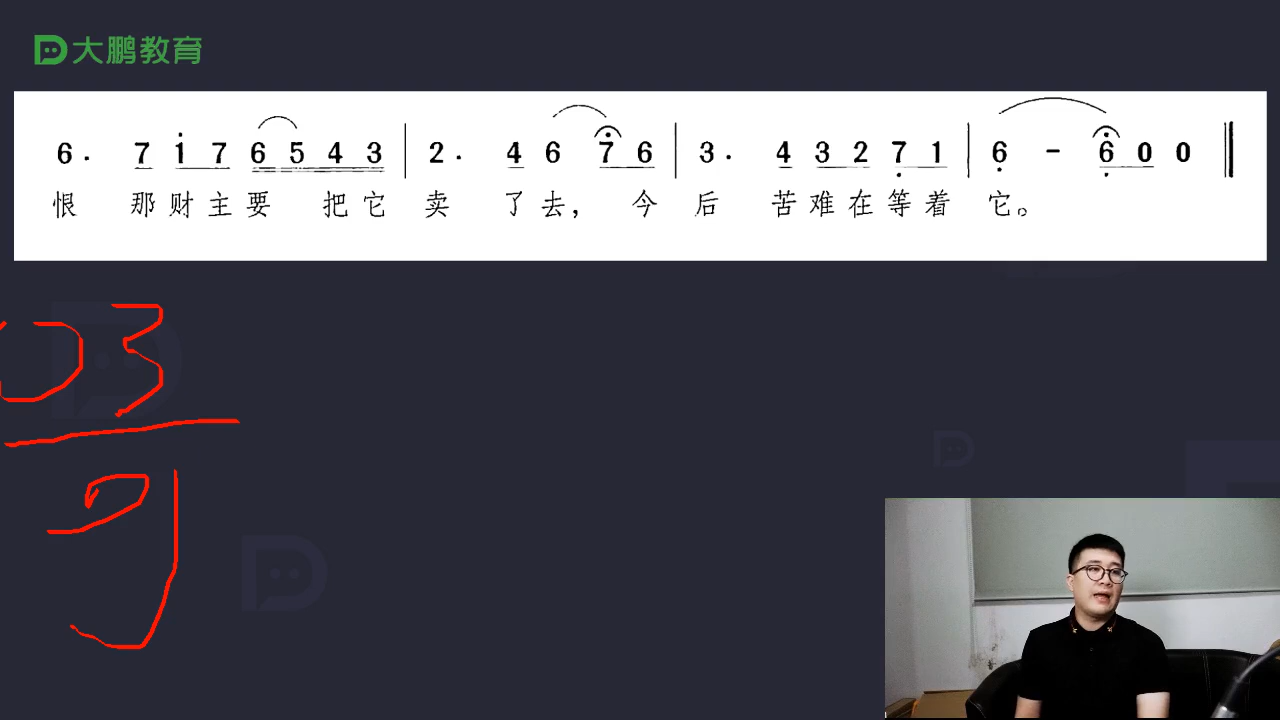 大鹏教育
6. 7 1 7 6 5 4 3 | 2. 4 6 7 6 | 3. 4 3 2 7 1 | 6 - 6 0 0 ‖
恨 那 财 主 要 把 它 卖 了 去， 今 后 苦 难 在 等 着 它。